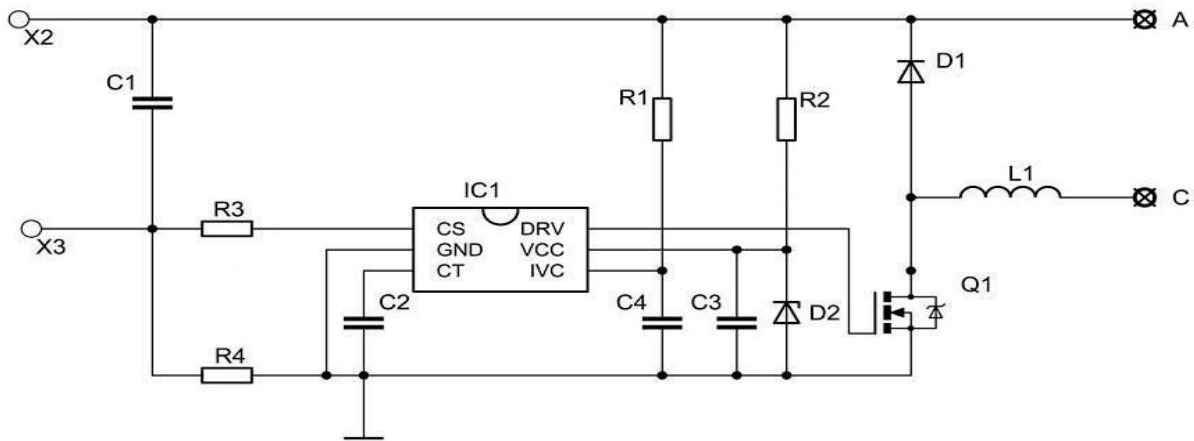 A
X2
D1
C1
R1
R2
L1
IC1
C
R3
CS DRV
X3
GND VCC
CT IVC
Q1
C2
C4
C3
D2
R4